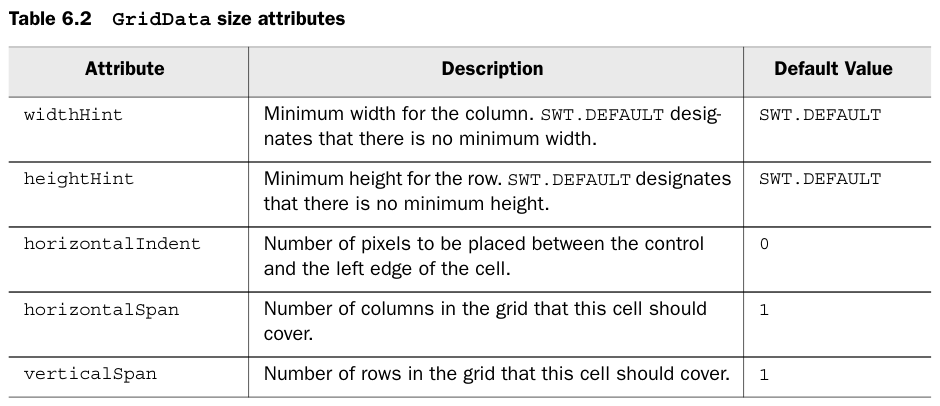 Table 6.2 GridData size attributes
Attribute Description Default Value
widthHint Minimum width for the column. SWT.DEFAULT desig- SWT.DEFAULT
nates that there is no minimum width.
heightHint Minimum height for the row. SWT.DEFAULT designates SWT.DEFAULT
that there is no minimum height.
horizontalIndent Number of pixels to be placed between the control 0
and the left edge of the cell.
horizontalSpan Number of columns in the grid that this cell should 1
cover.
verticalSpan Number of rows in the grid that this cell should cover. 1